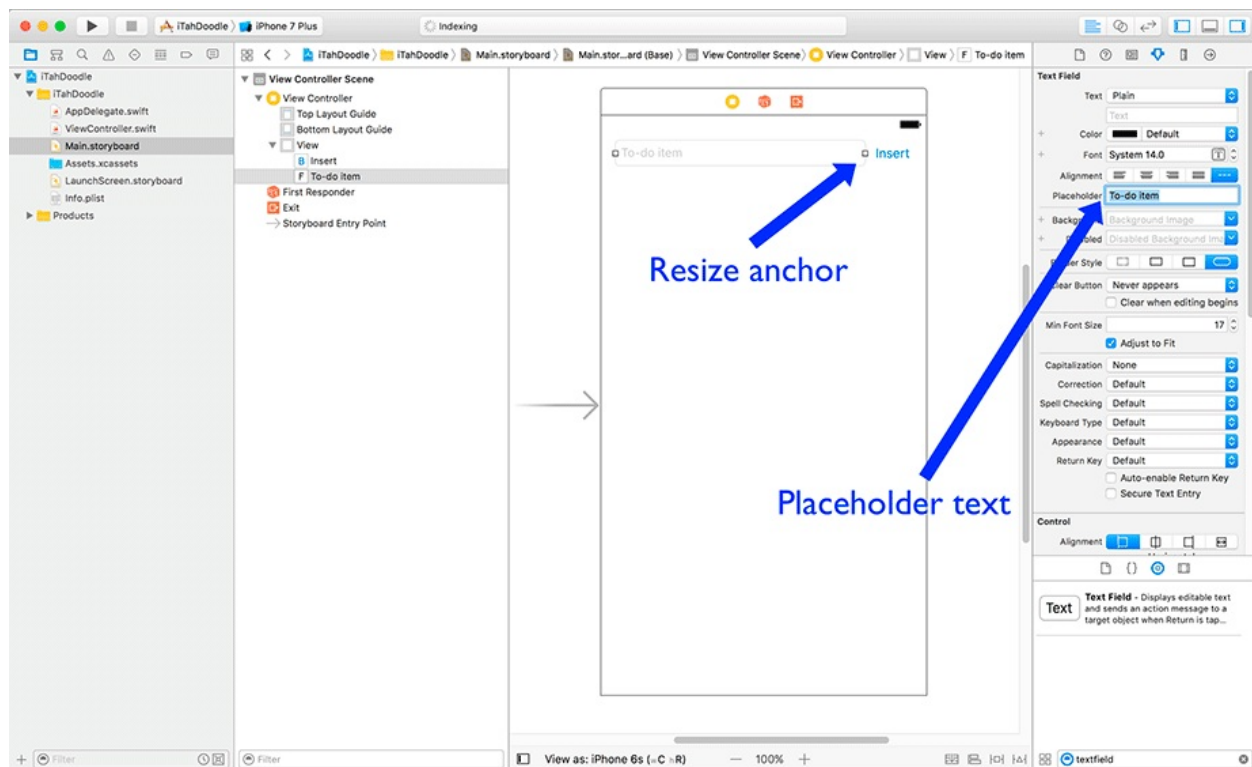 iTahDoodle iPhone 7 Plus
Indexing
iTahDoodle iTahDoodle Main.storyboard Main.stor...ard (Base) View Controller Scene View Controller View F To-do item
iTahDoodle
iTahDoodle
AppDelegate.swift
ViewController.swift
Main.storyboard
Assets.xcassets
LaunchScreen.storyboard
Info.plist
Products
Filter
View Controller Scene
View Controller
Top Layout Guide
Bottom Layout Guide
View
B Insert
F To-do item
First Responder
Exit
Storyboard Entry Point
Filter
To-do item
Insert
Resize anchor
Placeholder text
View as: iPhone 6s (wC hR)
— 100% +
Text Field
Text Plain
Text
+ Color Default
+ Font System 14.0
Alignment
Placeholder To-do item
+ Background Image
+ Disabled Background Ima
Style
Clear Button Never appears
Clear when editing begins
Min Font Size 17
Adjust to Fit
Capitalization None
Correction Default
Spell Checking Default
Keyboard Type Default
Appearance Default
Return Key Default
Auto-enable Return Key
Secure Text Entry
Control
Alignment
Text
Text Field - Displays editable text
and sends an action message to a
target object when Return is tap...
textfield